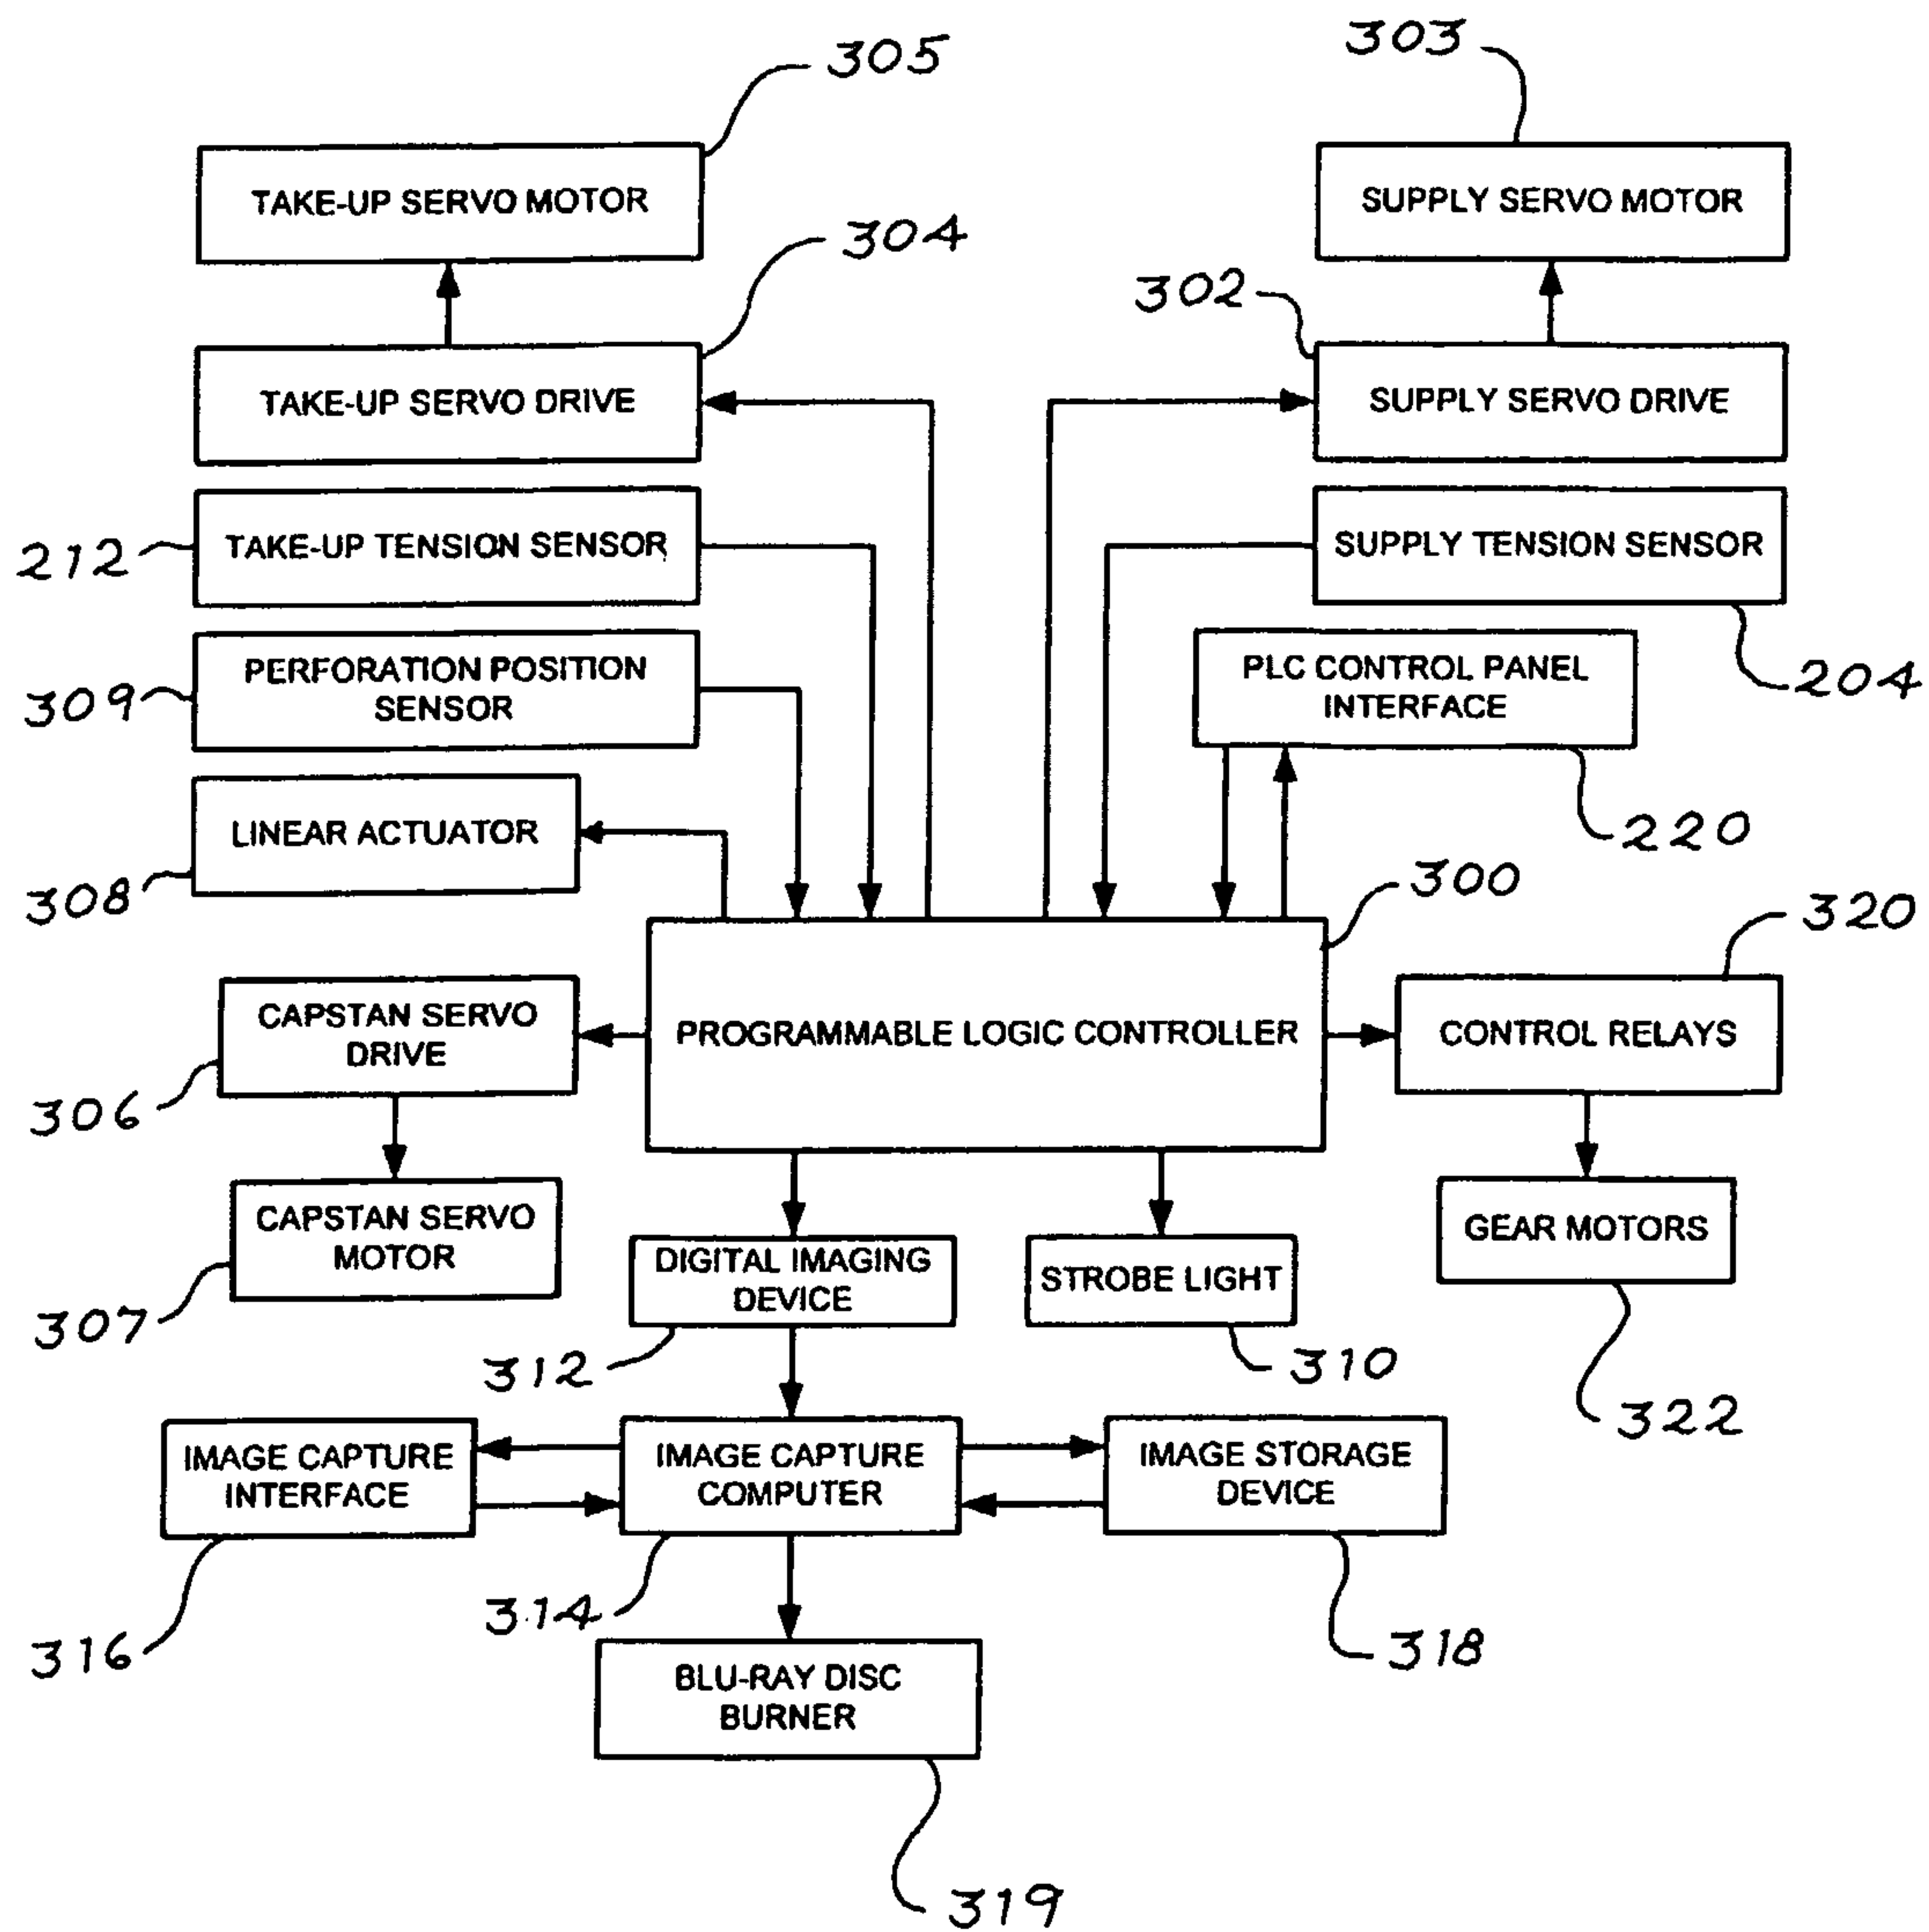 305
303
TAKE-UP SERVO MOTOR
SUPPLY SERVO MOTOR
304
302
TAKE-UP SERVO DRIVE
SUPPLY SERVO DRIVE
212
TAKE-UP TENSION SENSOR
SUPPLY TENSION SENSOR
204
309
PERFORATION POSITION
SENSOR
PLC CONTROL PANEL
INTERFACE
220
LINEAR ACTUATOR
308
300
320
CAPSTAN SERVO
DRIVE
306
PROGRAMMABLE LOGIC CONTROLLER
CONTROL RELAYS
CAPSTAN SERVO
MOTOR
307
DIGITAL IMAGING
DEVICE
312
STROBE LIGHT
310
GEAR MOTORS
322
IMAGE CAPTURE
INTERFACE
316
IMAGE CAPTURE
COMPUTER
314
IMAGE STORAGE
DEVICE
318
BLU-RAY DISC
BURNER
319